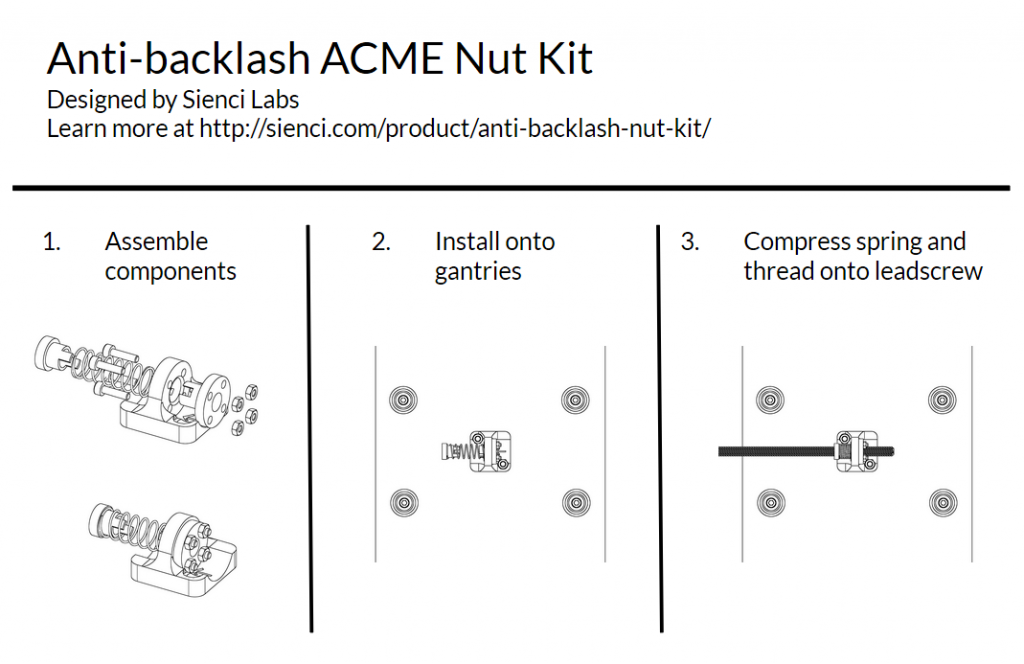 Anti-backlash ACME Nut Kit
Designed by Sienci Labs
Learn more at http://sienci.com/product/anti-backlash-nut-kit/
1. Assemble
components
2. Install onto
gantries
3. Compress spring and
thread onto leadscrew